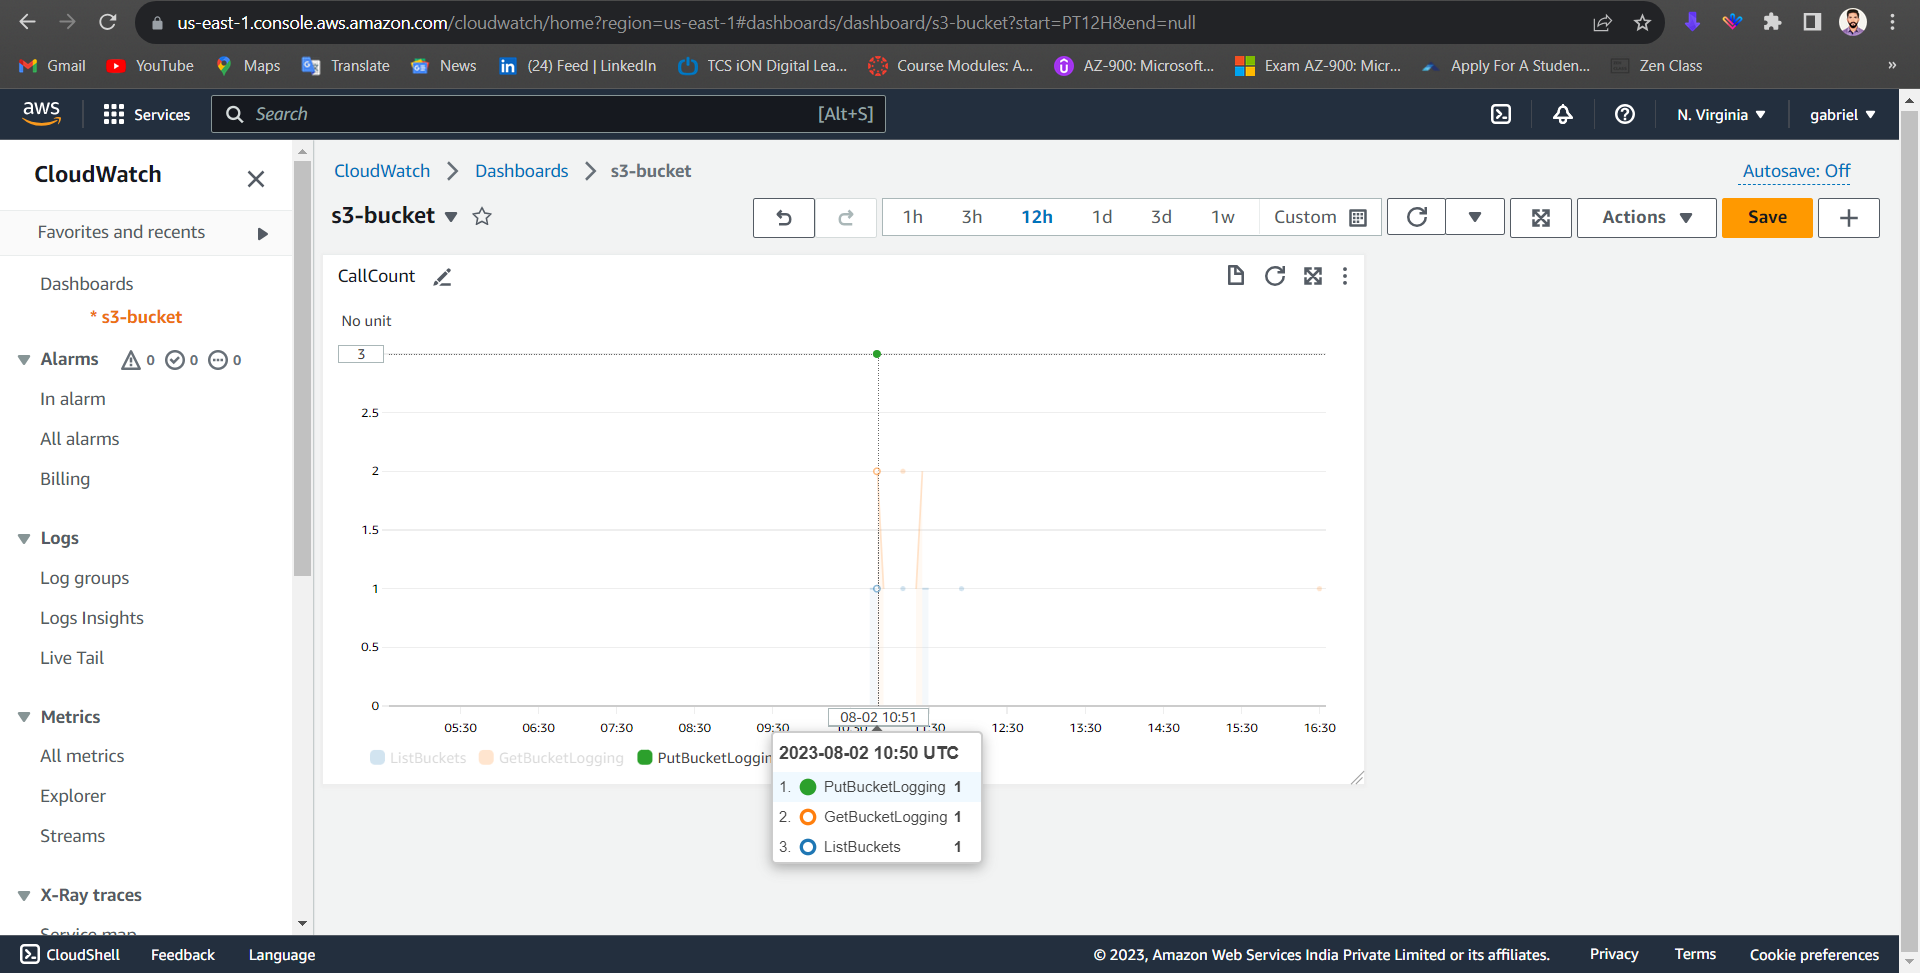 us-east-1.console.aws.amazon.com/cloudwatch/home?region=us-east-1#dashboards/dashboard/s3-bucket?start=PT12H&end=null
Gmail YouTube Maps Translate News (24) Feed | LinkedIn TCS iON Digital Lea... Course Modules: A... AZ-900: Microsoft... Exam AZ-900: Micr... Apply For A Studen... Zen Class »
aws Services Search [Alt+S] N. Virginia gabriel
CloudWatch
Favorites and recents
Dashboards
* s3-bucket
Alarms 0 0 0
In alarm
All alarms
Billing
Logs
Log groups
Logs Insights
Live Tail
Metrics
All metrics
Explorer
Streams
X-Ray traces
Service map
CloudWatch Dashboards s3-bucket
Autosave: Off
s3-bucket
1h 3h 12h 1d 3d 1w Custom Actions Save
CallCount
No unit
3
2.5
2
1.5
1
0.5
0
05:30 06:30 07:30 08:30 09:30 10:30 11:30 12:30 13:30 14:30 15:30 16:30
08-02 10:51
ListBuckets GetBucketLogging PutBucketLoggin
2023-08-02 10:50 UTC
1. PutBucketLogging 1
2. GetBucketLogging 1
3. ListBuckets 1
CloudShell Feedback Language © 2023, Amazon Web Services India Private Limited or its affiliates. Privacy Terms Cookie preferences